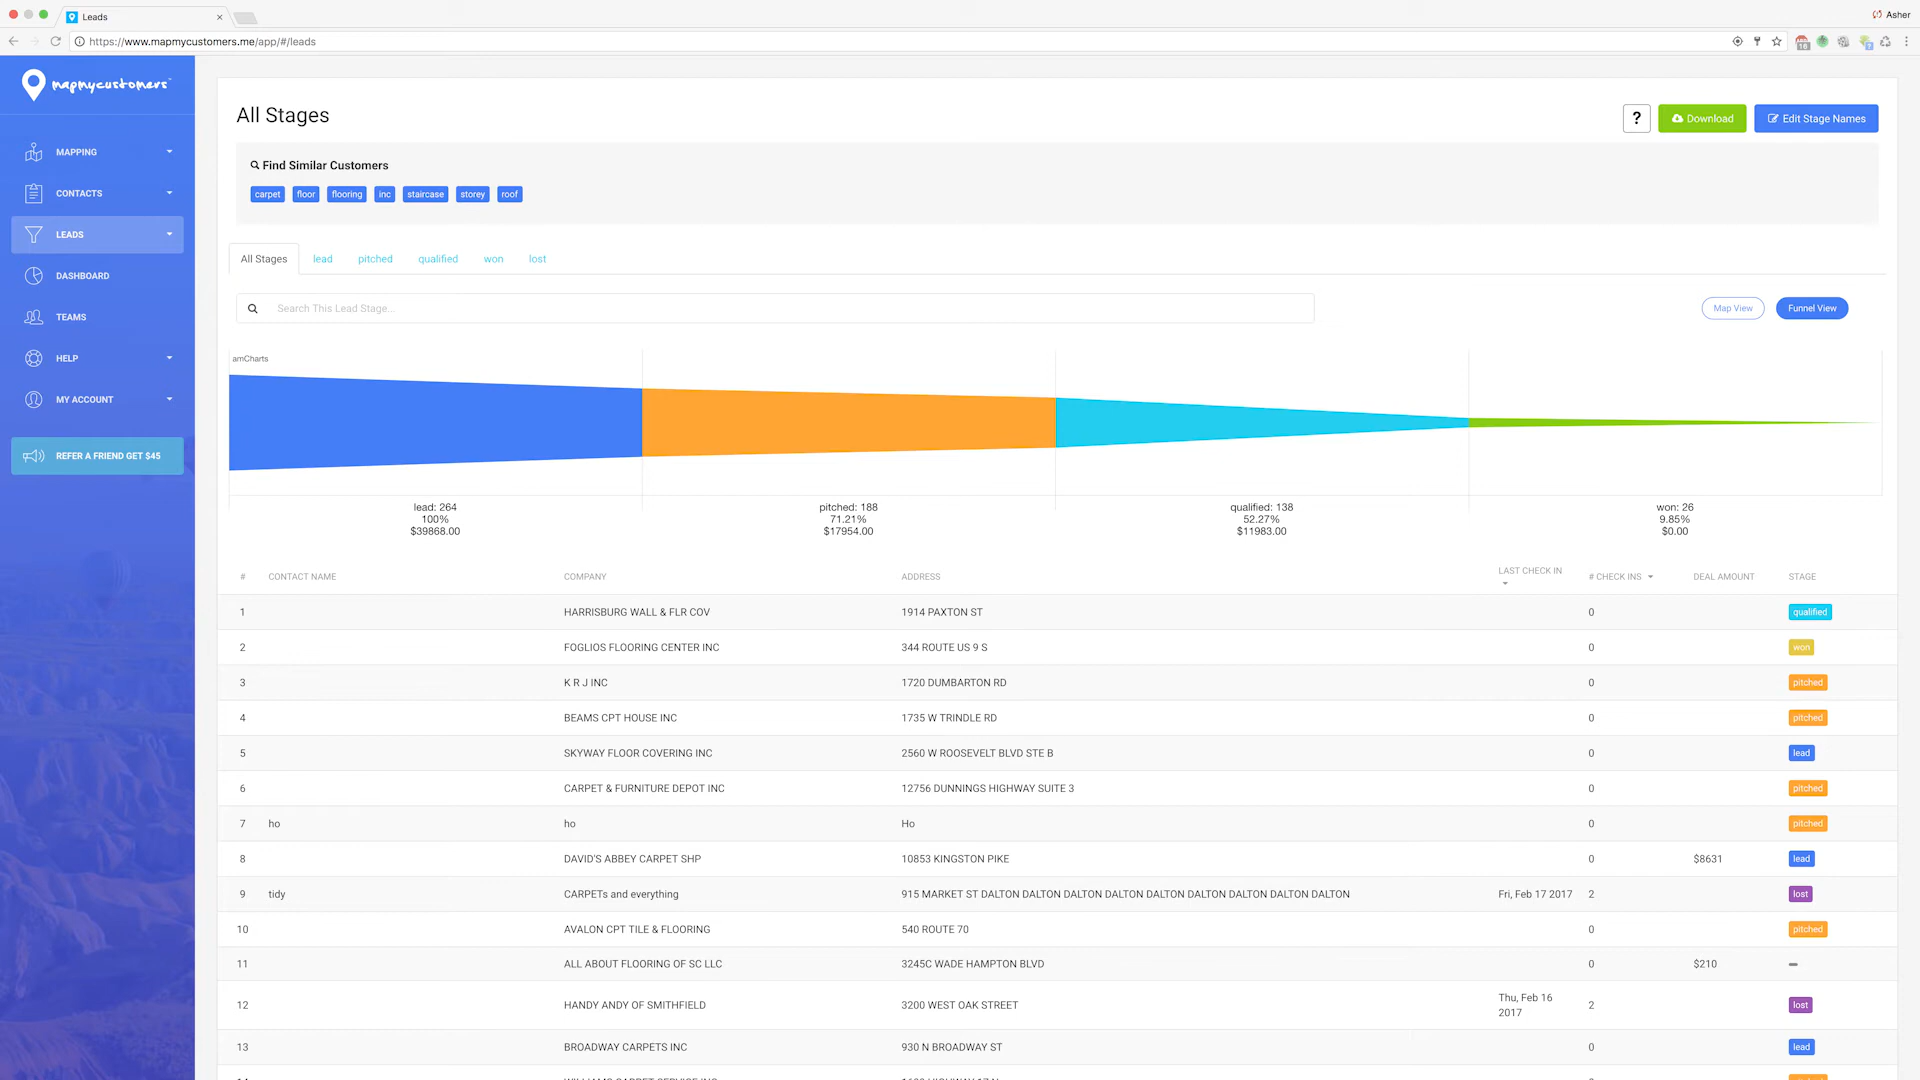 Leads
Asher
https://www.mapmycustomers.me/app/#/leads
mapmycustomers
MAPPING
CONTACTS
LEADS
DASHBOARD
TEAMS
HELP
MY ACCOUNT
REFER A FRIEND GET $45
All Stages
? Download Edit Stage Names
Find Similar Customers
carpet floor flooring inc staircase storey roof
All Stages lead pitched qualified won lost
Search This Lead Stage...
Map View Funnel View
amCharts
lead: 264
100%
$39868.00
pitched: 188
71.21%
$17954.00
qualified: 138
52.27%
$11983.00
won: 26
9.85%
$0.00
# CONTACT NAME COMPANY ADDRESS LAST CHECK IN # CHECK INS DEAL AMOUNT STAGE
1 HARRISBURG WALL & FLR COV 1914 PAXTON ST 0 qualified
2 FOGLIOS FLOORING CENTER INC 344 ROUTE US 9 S 0 won
3 K R J INC 1720 DUMBARTON RD 0 pitched
4 BEAMS CPT HOUSE INC 1735 W TRINDLE RD 0 pitched
5 SKYWAY FLOOR COVERING INC 2560 W ROOSEVELT BLVD STE B 0 lead
6 CARPET & FURNITURE DEPOT INC 12756 DUNNINGS HIGHWAY SUITE 3 0 pitched
7 ho ho Ho 0 pitched
8 DAVID'S ABBEY CARPET SHP 10853 KINGSTON PIKE 0 $8631 lead
9 tidy CARPETs and everything 915 MARKET ST DALTON DALTON DALTON DALTON DALTON DALTON DALTON DALTON DALTON Fri, Feb 17 2017 2 lost
10 AVALON CPT TILE & FLOORING 540 ROUTE 70 0 pitched
11 ALL ABOUT FLOORING OF SC LLC 3245C WADE HAMPTON BLVD 0 $210 –
12 HANDY ANDY OF SMITHFIELD 3200 WEST OAK STREET Thu, Feb 16 2017 2 lost
13 BROADWAY CARPETS INC 930 N BROADWAY ST 0 lead